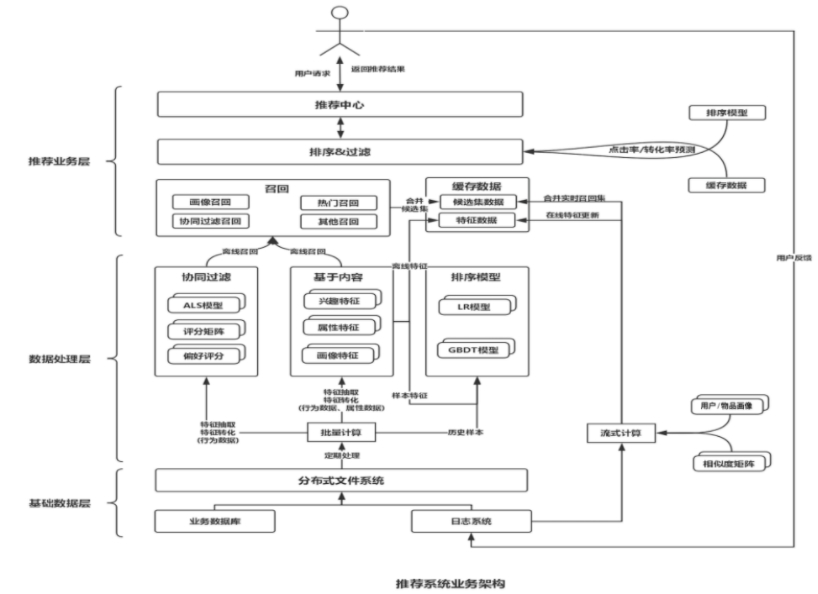 用户请求
返回推荐结果
推荐中心
排序&过滤
排序模型
点击率/转化率预测
缓存数据
推荐业务层
召回
画像召回
热门召回
协同过滤召回
其他召回
合并
候选集
缓存数据
候选集数据
特征数据
合并实时召回集
在线特征更新
用户反馈
离线召回
离线召回
离线特征
数据处理层
协同过滤
ALS模型
评分矩阵
偏好评分
基于内容
兴趣特征
属性特征
画像特征
排序模型
LR模型
GBDT模型
特征抽取
特征转化
(行为数据、属性数据)
样本特征
特征抽取
特征转化
(行为数据)
批量计算
历史样本
流式计算
用户/物品画像
相似度矩阵
定期处理
基础数据层
分布式文件系统
业务数据库
日志系统
推荐系统业务架构